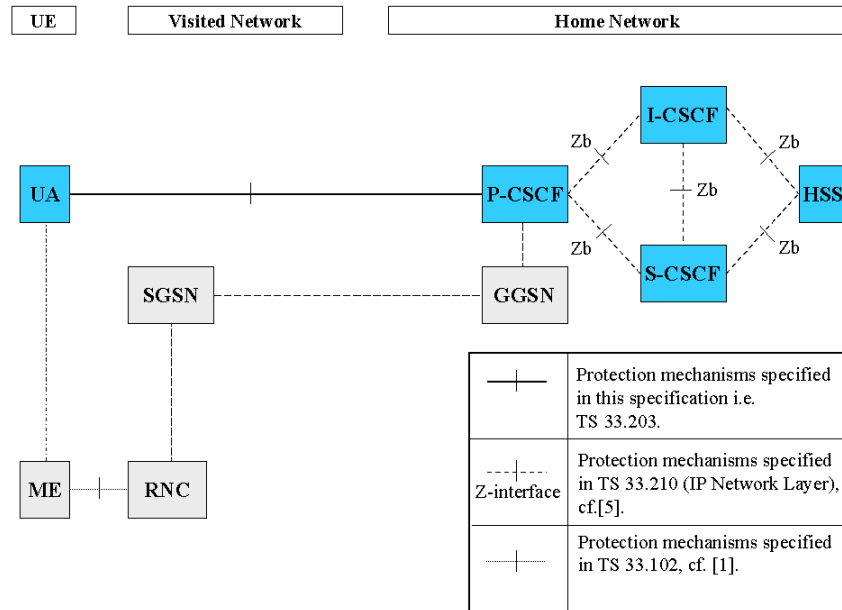 UE
Visited Network
Home Network
I-CSCF
Zb
Zb
UA
P-CSCF
Zb
HSS
Zb
Zb
S-CSCF
SGSN
GGSN
Protection mechanisms specified
in this specification i.e.
TS 33.203.
ME
RNC
Z-interface
Protection mechanisms specified
in TS 33.210 (IP Network Layer),
cf.[5].
Protection mechanisms specified
in TS 33.102, cf. [1].